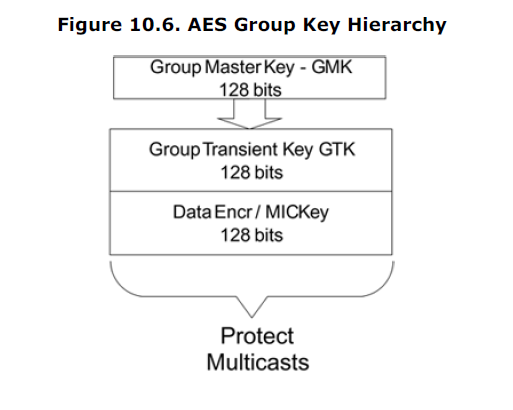 Figure 10.6. AES Group Key Hierarchy
Group Master Key - GMK
128 bits
Group Transient Key GTK
128 bits
Data Encr / MICKey
128 bits
Protect
Multicasts